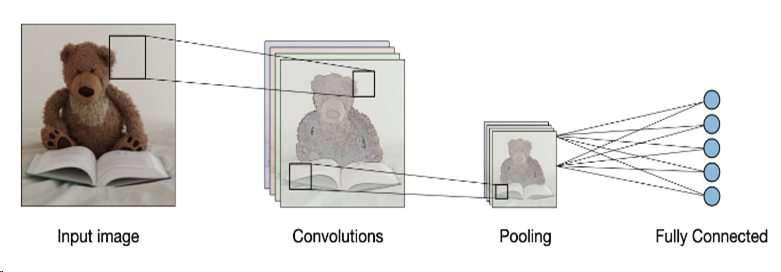 Input image
Convolutions
Pooling
Fully Connected